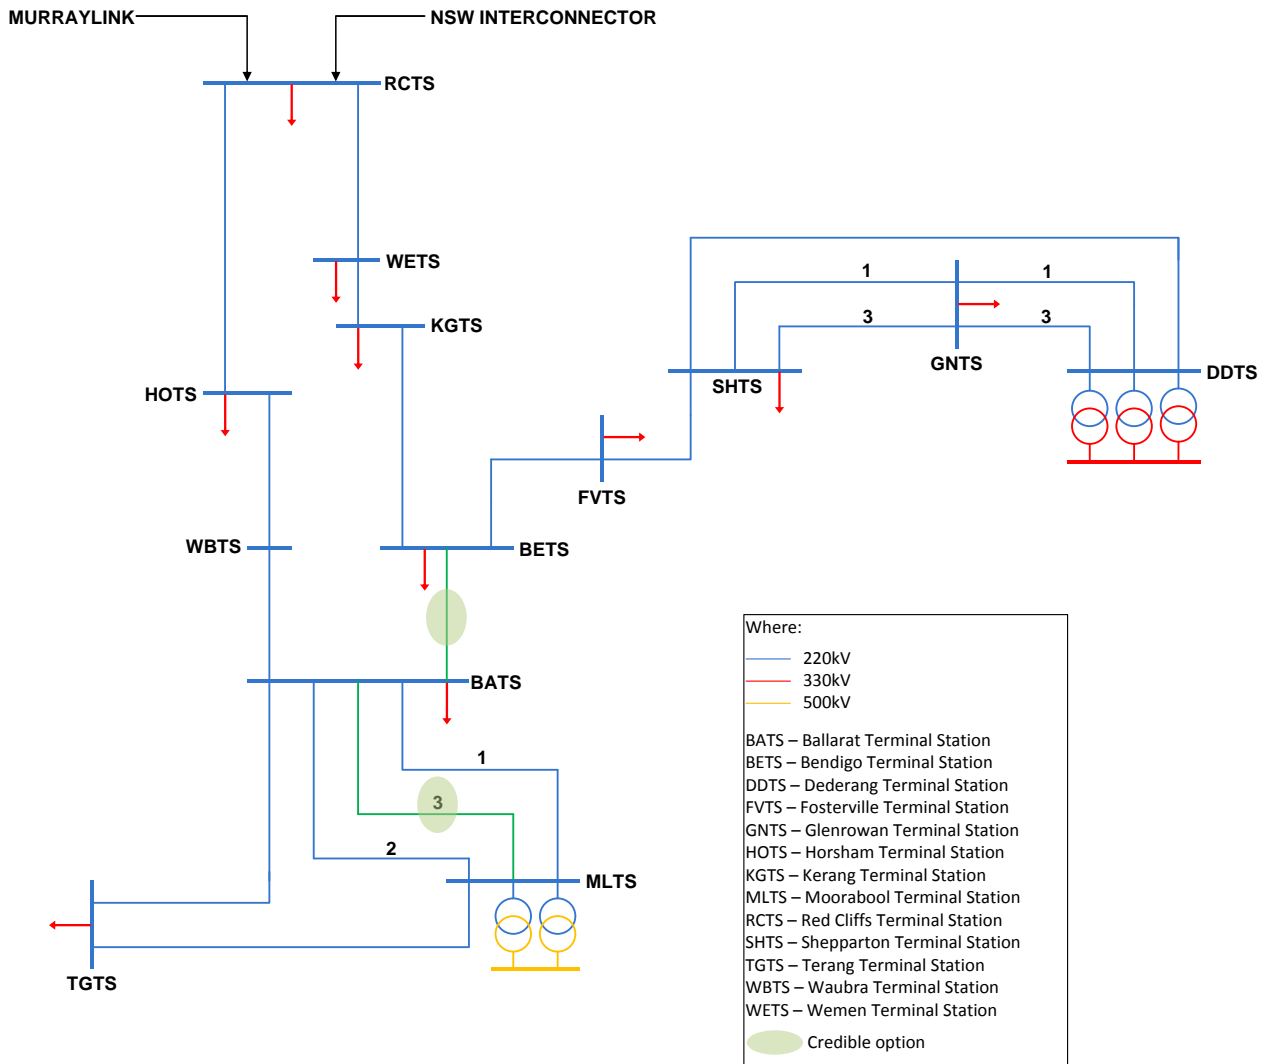 MURRAYLINK
NSW INTERCONNECTOR
RCTS
WETS
KGTS
1
1
3
3
GNTS
SHTS
DDTS
HOTS
FVTS
WBTS
BETS
BATS
1
3
2
MLTS
TGTS
Where:
220kV
330kV
500kV
BATS – Ballarat Terminal Station
BETS – Bendigo Terminal Station
DDTS – Dederang Terminal Station
FVTS – Fosterville Terminal Station
GNTS – Glenrowan Terminal Station
HOTS – Horsham Terminal Station
KGTS – Kerang Terminal Station
MLTS – Moorabool Terminal Station
RCTS – Red Cliffs Terminal Station
SHTS – Shepparton Terminal Station
TGTS – Terang Terminal Station
WBTS – Waubra Terminal Station
WETS – Wemen Terminal Station
Credible option